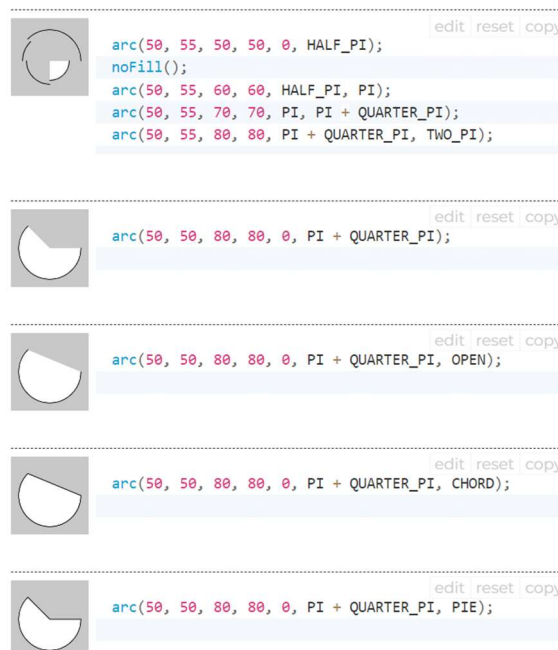 edit reset copy
arc(50, 55, 50, 50, 0, HALF_PI);
noFill();
arc(50, 55, 60, 60, HALF_PI, PI);
arc(50, 55, 70, 70, PI, PI + QUARTER_PI);
arc(50, 55, 80, 80, PI + QUARTER_PI, TWO_PI);
edit reset copy
arc(50, 50, 80, 80, 0, PI + QUARTER_PI);
edit reset copy
arc(50, 50, 80, 80, 0, PI + QUARTER_PI, OPEN);
edit reset copy
arc(50, 50, 80, 80, 0, PI + QUARTER_PI, CHORD);
edit reset copy
arc(50, 50, 80, 80, 0, PI + QUARTER_PI, PIE);